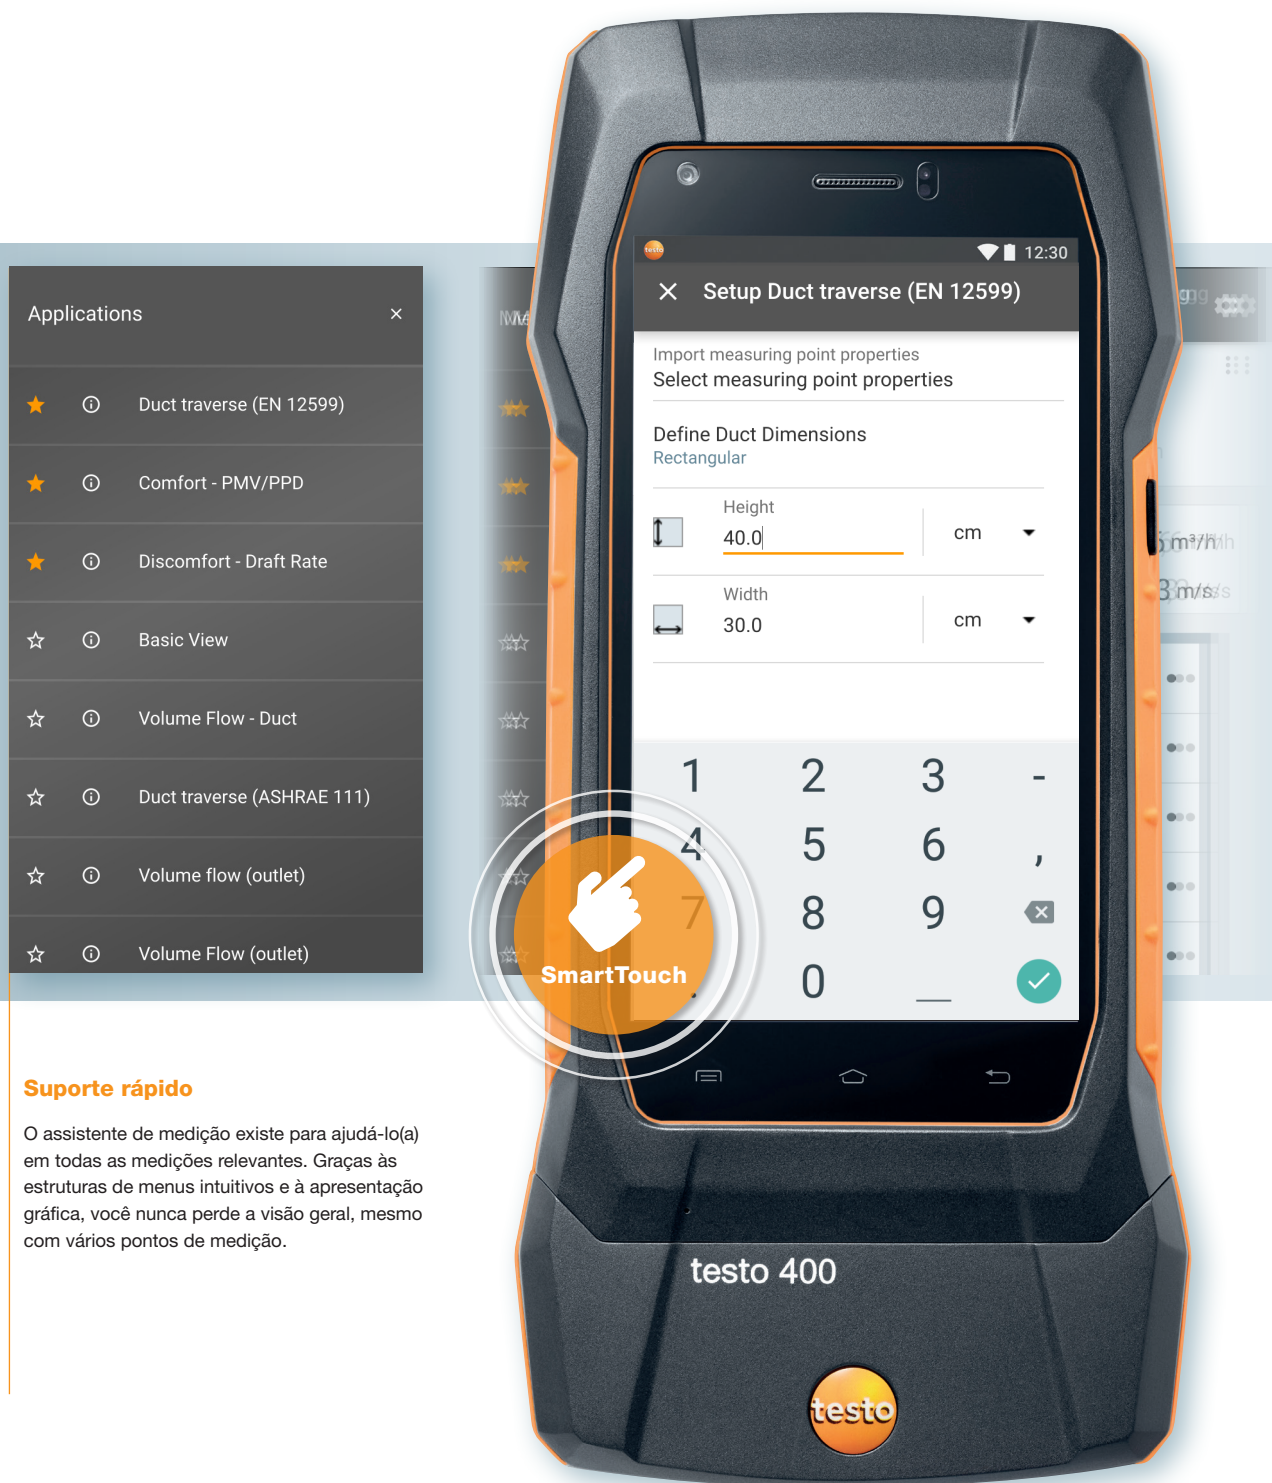 Applications
Duct traverse (EN 12599)
Comfort - PMV/PPD
Discomfort - Draft Rate
Basic View
Volume Flow - Duct
Duct traverse (ASHRAE 111)
Volume flow (outlet)
Volume Flow (outlet)
Suporte rápido
O assistente de medição existe para ajudá-lo(a)
em todas as medições relevantes. Graças às
estruturas de menus intuitivos e à apresentação
gráfica, você nunca perde a visão geral, mesmo
com vários pontos de medição.
testo
12:30
Setup Duct traverse (EN 12599)
Import measuring point properties
Select measuring point properties
Define Duct Dimensions
Rectangular
Height
40.0 cm
Width
30.0 cm
1 2 3 -
4 5 6 ,
7 8 9
. 0 _
SmartTouch
m³/h
m/s
testo 400
testo